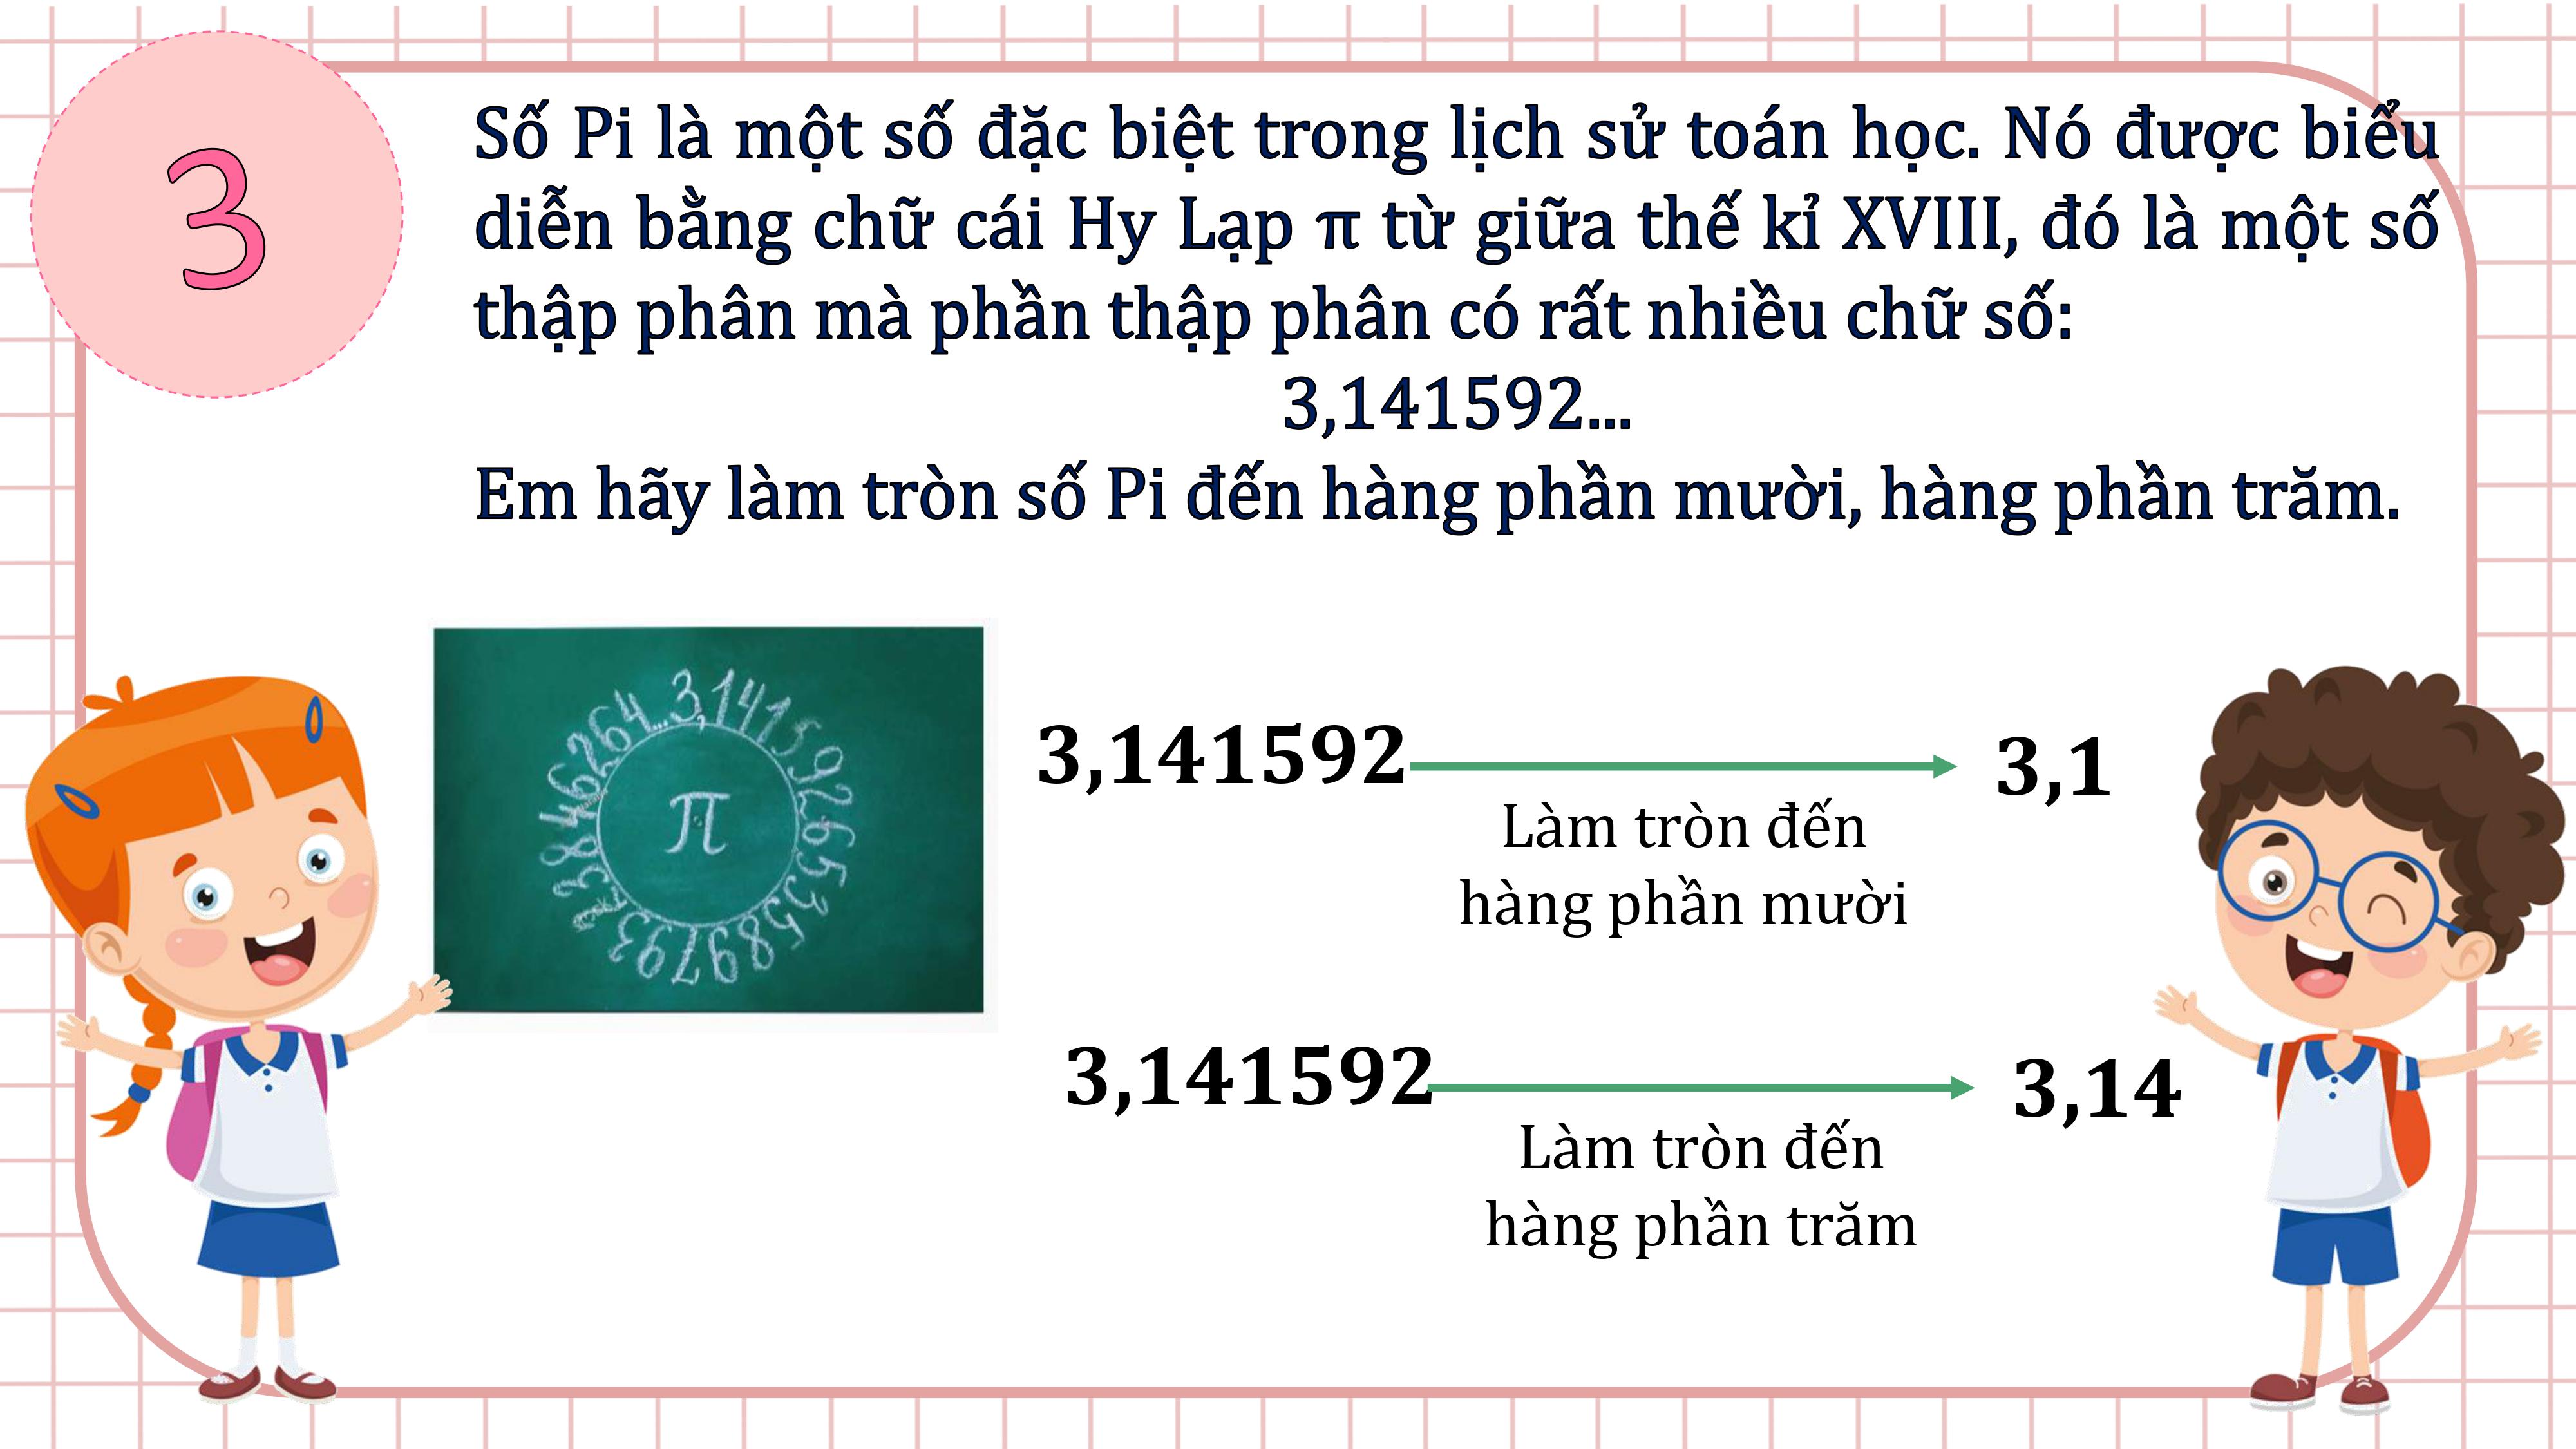 3
Số Pi là một số đặc biệt trong lịch sử toán học. Nó được biểu
diễn bằng chữ cái Hy Lạp π từ giữa thế kỉ XVIII, đó là một số
thập phân mà phần thập phân có rất nhiều chữ số:
3,141592...
Em hãy làm tròn số Pi đến hàng phần mười, hàng phần trăm.
3,14159265358979323846264...
π
3,141592
3,1
Làm tròn đến
hàng phần mười
3,141592
3,14
Làm tròn đến
hàng phần trăm